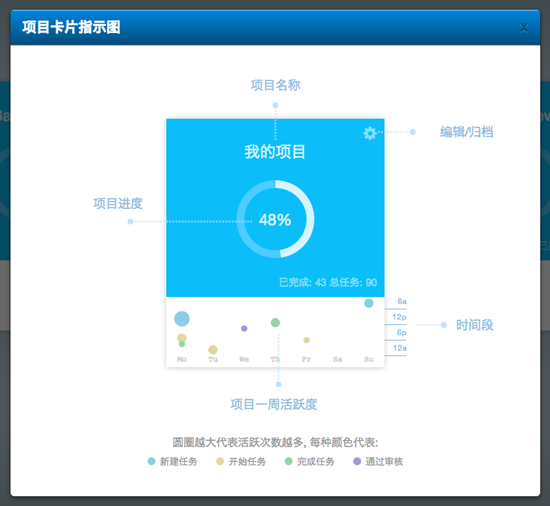 项目卡片指示图
x
项目名称
编辑/归档
我的项目
项目进度
48%
已完成: 43 总任务: 90
6a
12p
6p
12a
时间段
Mo Tu We Th Fr Sa Su
项目一周活跃度
圆圈越大代表活跃次数越多, 每种颜色代表:
新建任务 开始任务 完成任务 通过审核